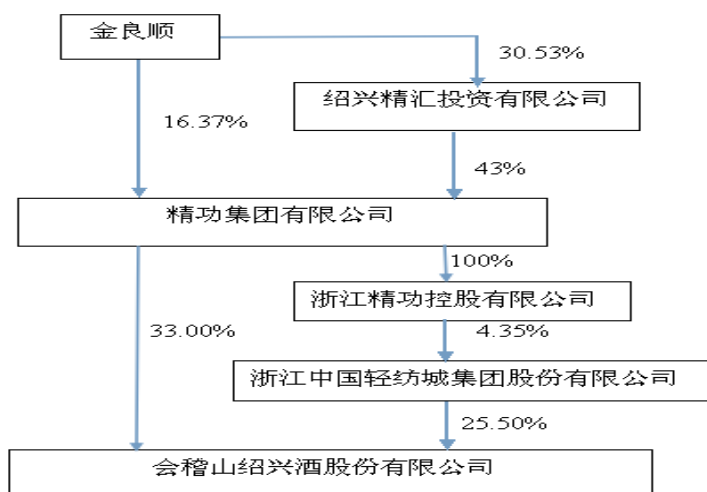 金良顺
30.53%
绍兴精汇投资有限公司
16.37%
43%
精功集团有限公司
100%
浙江精功控股有限公司
33.00%
4.35%
浙江中国轻纺城集团股份有限公司
25.50%
会稽山绍兴酒股份有限公司